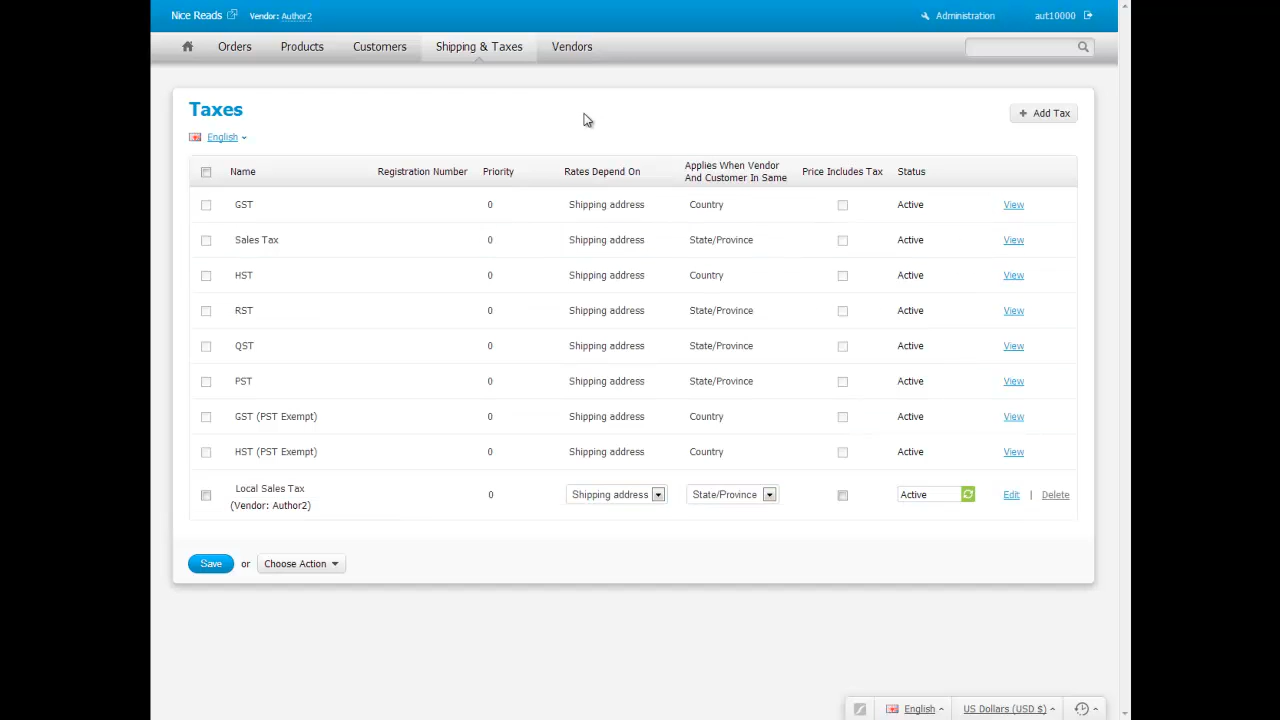 Nice Reads Vendor: Author2 Administration aut10000
Orders Products Customers Shipping & Taxes Vendors
Taxes
+ Add Tax
English
Name Registration Number Priority Rates Depend On Applies When Vendor And Customer In Same Price Includes Tax Status
GST 0 Shipping address Country Active View
Sales Tax 0 Shipping address State/Province Active View
HST 0 Shipping address Country Active View
RST 0 Shipping address State/Province Active View
QST 0 Shipping address State/Province Active View
PST 0 Shipping address State/Province Active View
GST (PST Exempt) 0 Shipping address Country Active View
HST (PST Exempt) 0 Shipping address Country Active View
Local Sales Tax 0 Shipping address State/Province Active Edit | Delete
(Vendor: Author2)
Save or Choose Action
English US Dollars (USD $)